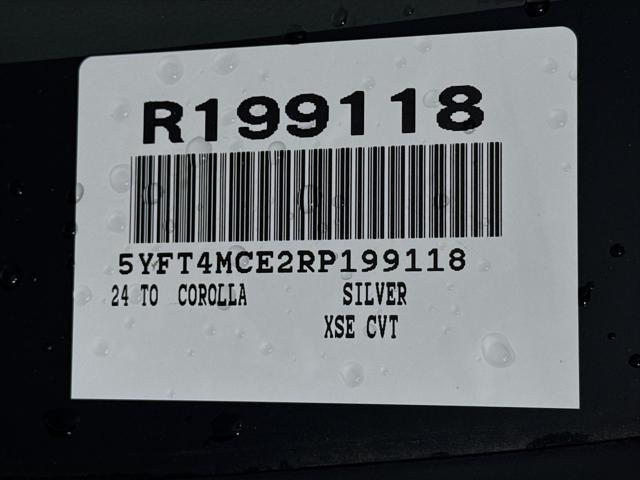 R199118
5YFT4MCE2RP199118
24 TO COROLLA SILVER
XSE CVT